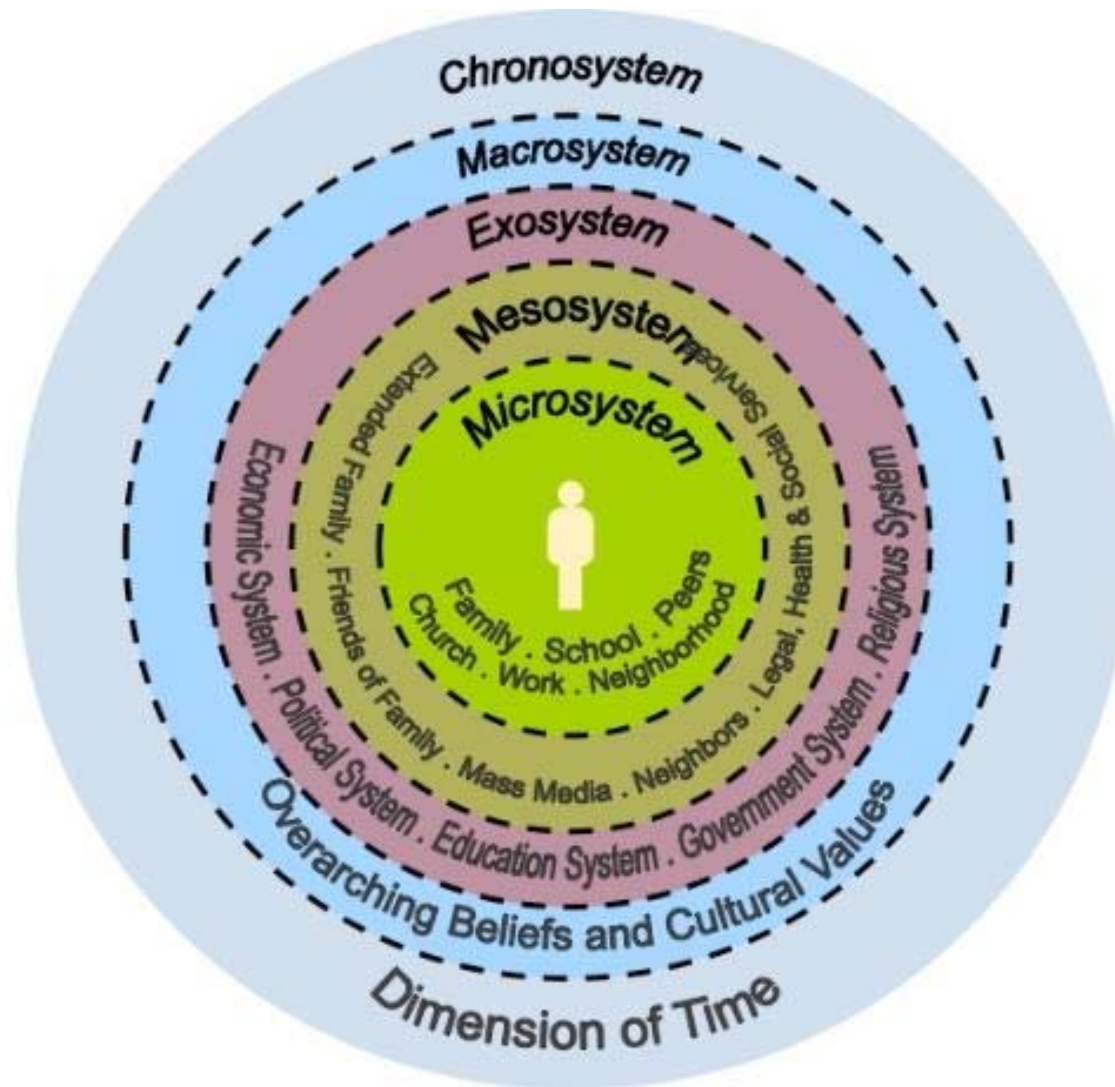 Chronosystem
Macrosystem
Exosystem
Mesosystem
Microsystem
Family . School . Peers
Church . Work . Neighborhood
Extended Family . Friends of Family . Mass Media . Neighbors . Legal, Health & Social Services
Economic System . Political System . Education System . Government System . Religious System
Overarching Beliefs and Cultural Values
Dimension of Time